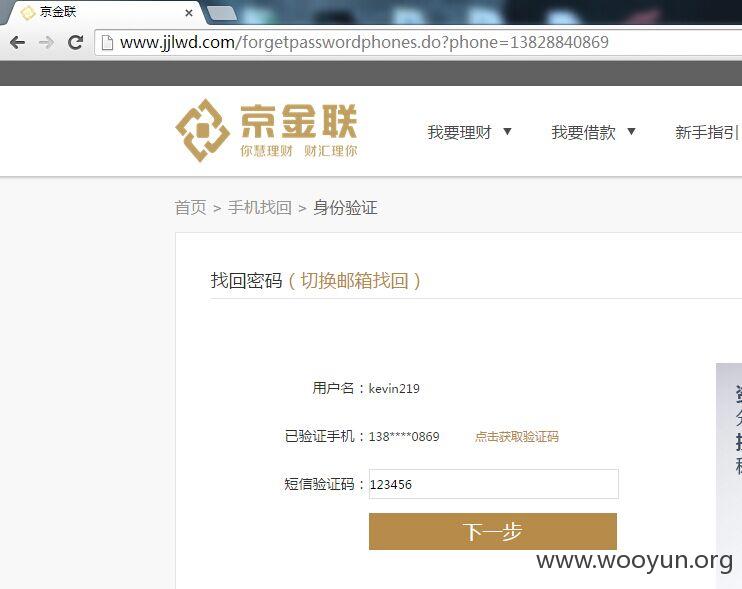 京金联
www.jjlwd.com/forgetpasswordphones.do?phone=13828840869
京金联
你慧理财 财汇理你
我要理财 ▼ 我要借款 ▼ 新手指引
首页 > 手机找回 > 身份验证
找回密码（切换邮箱找回）
用户名：kevin219
已验证手机：138****0869 点击获取验证码
短信验证码：123456
下一步
www.wooyun.org